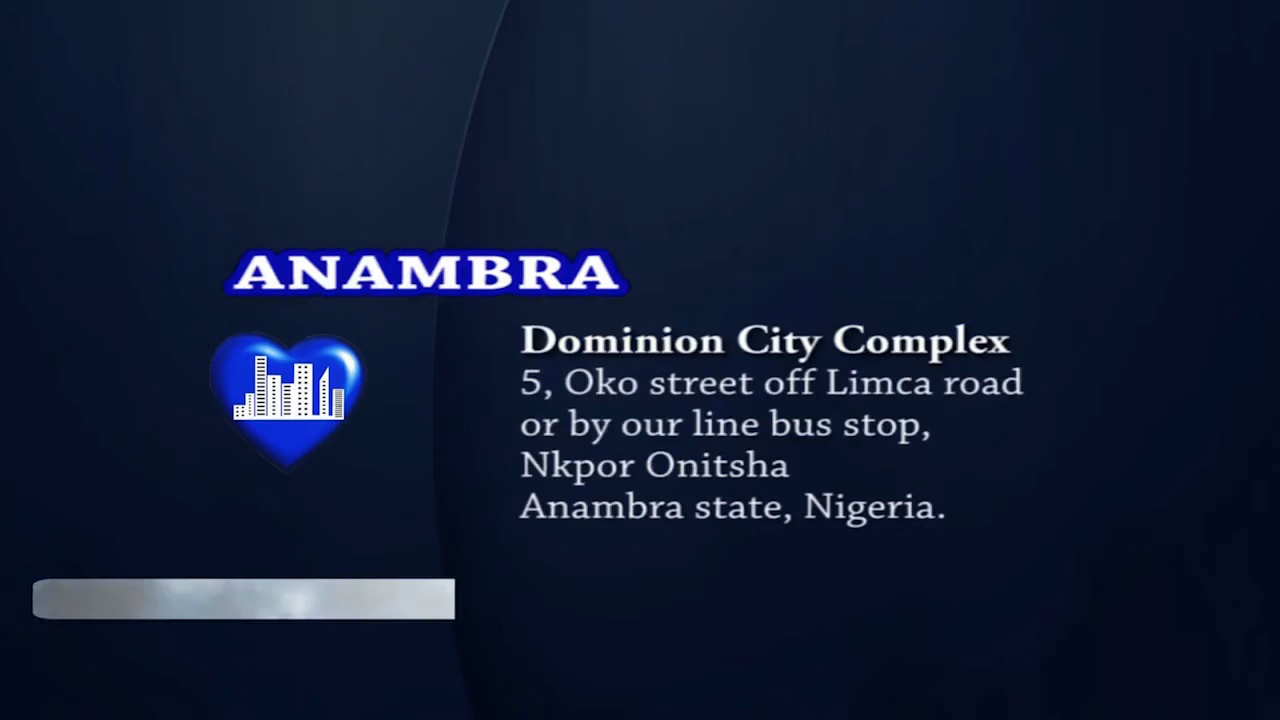 ANAMBRA
Dominion City Complex
5, Oko street off Limca road
or by our line bus stop,
Nkpor Onitsha
Anambra state, Nigeria.